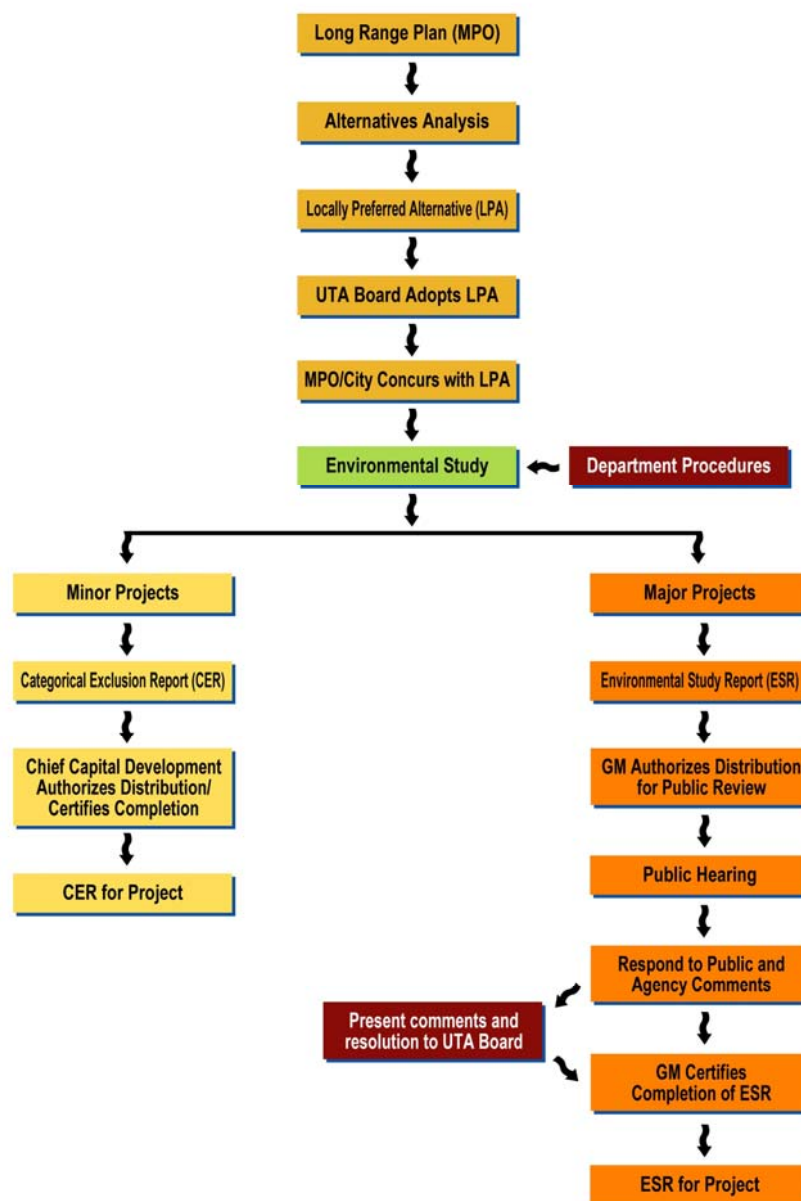 Long Range Plan (MPO)
Alternatives Analysis
Locally Preferred Alternative (LPA)
UTA Board Adopts LPA
MPO/City Concurs with LPA
Environmental Study
Department Procedures
Minor Projects
Categorical Exclusion Report (CER)
Chief Capital Development
Authorizes Distribution/
Certifies Completion
CER for Project
Major Projects
Environmental Study Report (ESR)
GM Authorizes Distribution
for Public Review
Public Hearing
Respond to Public and
Agency Comments
Present comments and
resolution to UTA Board
GM Certifies
Completion of ESR
ESR for Project